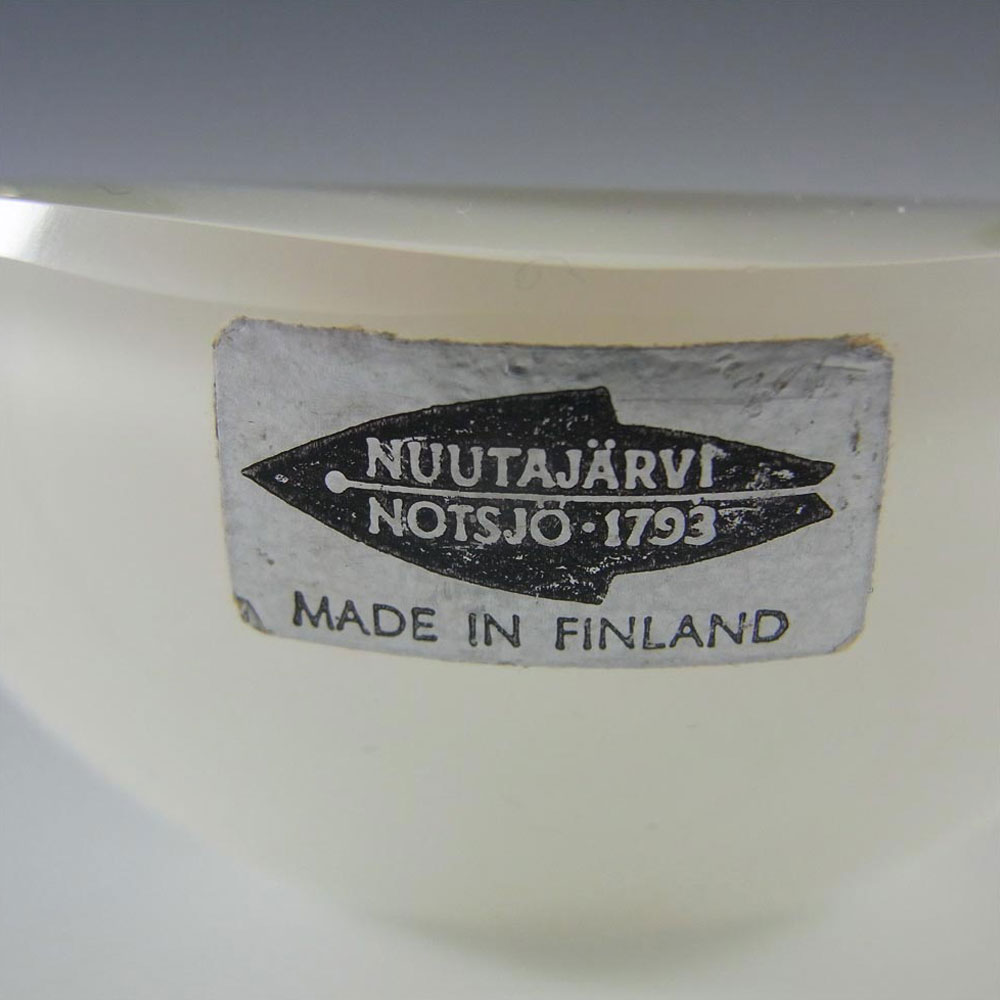 NUUTAJÄRVI
NOTSJÖ · 1793
MADE IN FINLAND